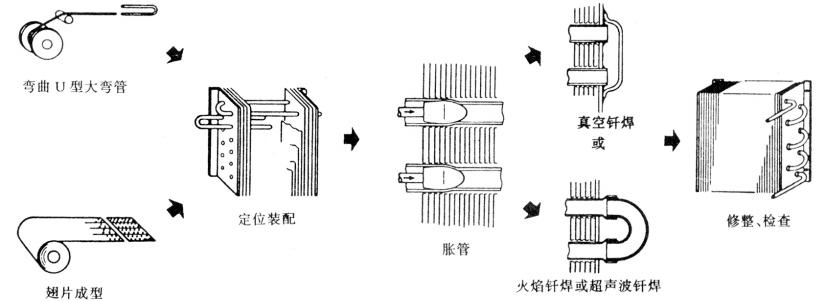 弯曲U型大弯管
翅片成型
定位装配
胀管
真空钎焊
或
火焰钎焊或超声波钎焊
修整、检查